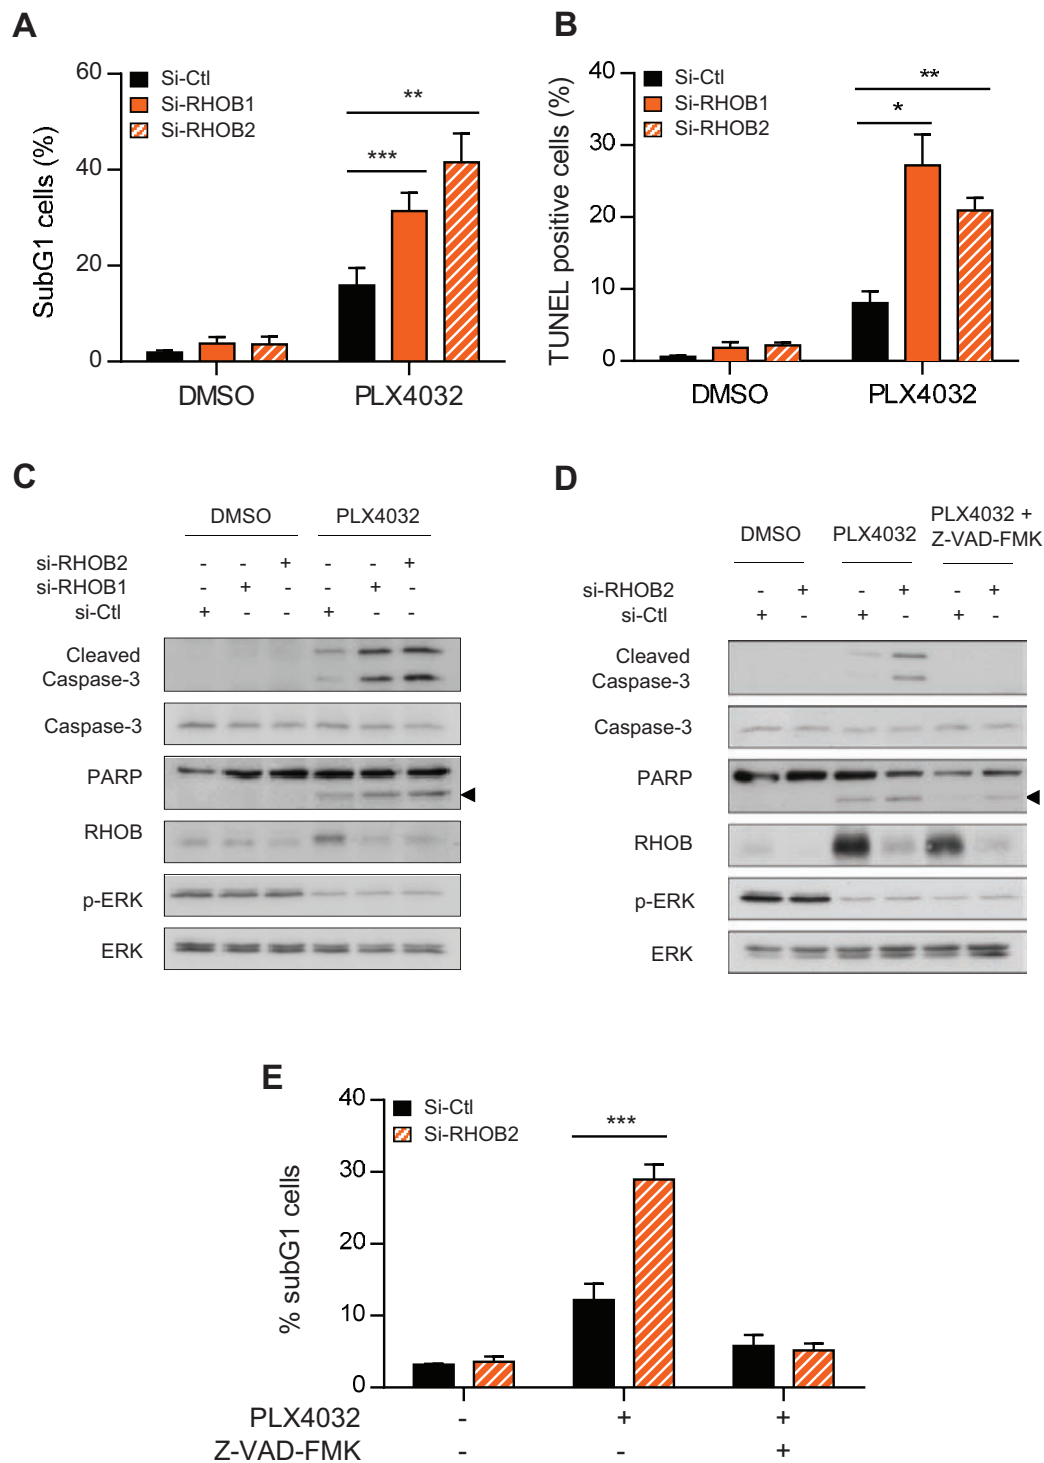 A
SubG1 cells (%)
60
40
20
0
Si-Ctl
Si-RHOB1
Si-RHOB2
**
***
DMSO
PLX4032
B
TUNEL positive cells (%)
40
30
20
10
0
Si-Ctl
Si-RHOB1
Si-RHOB2
**
*
DMSO
PLX4032
C
DMSO PLX4032
si-RHOB2 - - + - - +
si-RHOB1 - + - - + -
si-Ctl + - - + - -
Cleaved
Caspase-3
Caspase-3
PARP
RHOB
p-ERK
ERK
D
DMSO PLX4032 PLX4032 +
Z-VAD-FMK
si-RHOB2 - + - + - +
si-Ctl + - + - + -
Cleaved
Caspase-3
Caspase-3
PARP
RHOB
p-ERK
ERK
E
% subG1 cells
40
30
20
10
0
Si-Ctl
Si-RHOB2
***
PLX4032 - + +
Z-VAD-FMK - - +